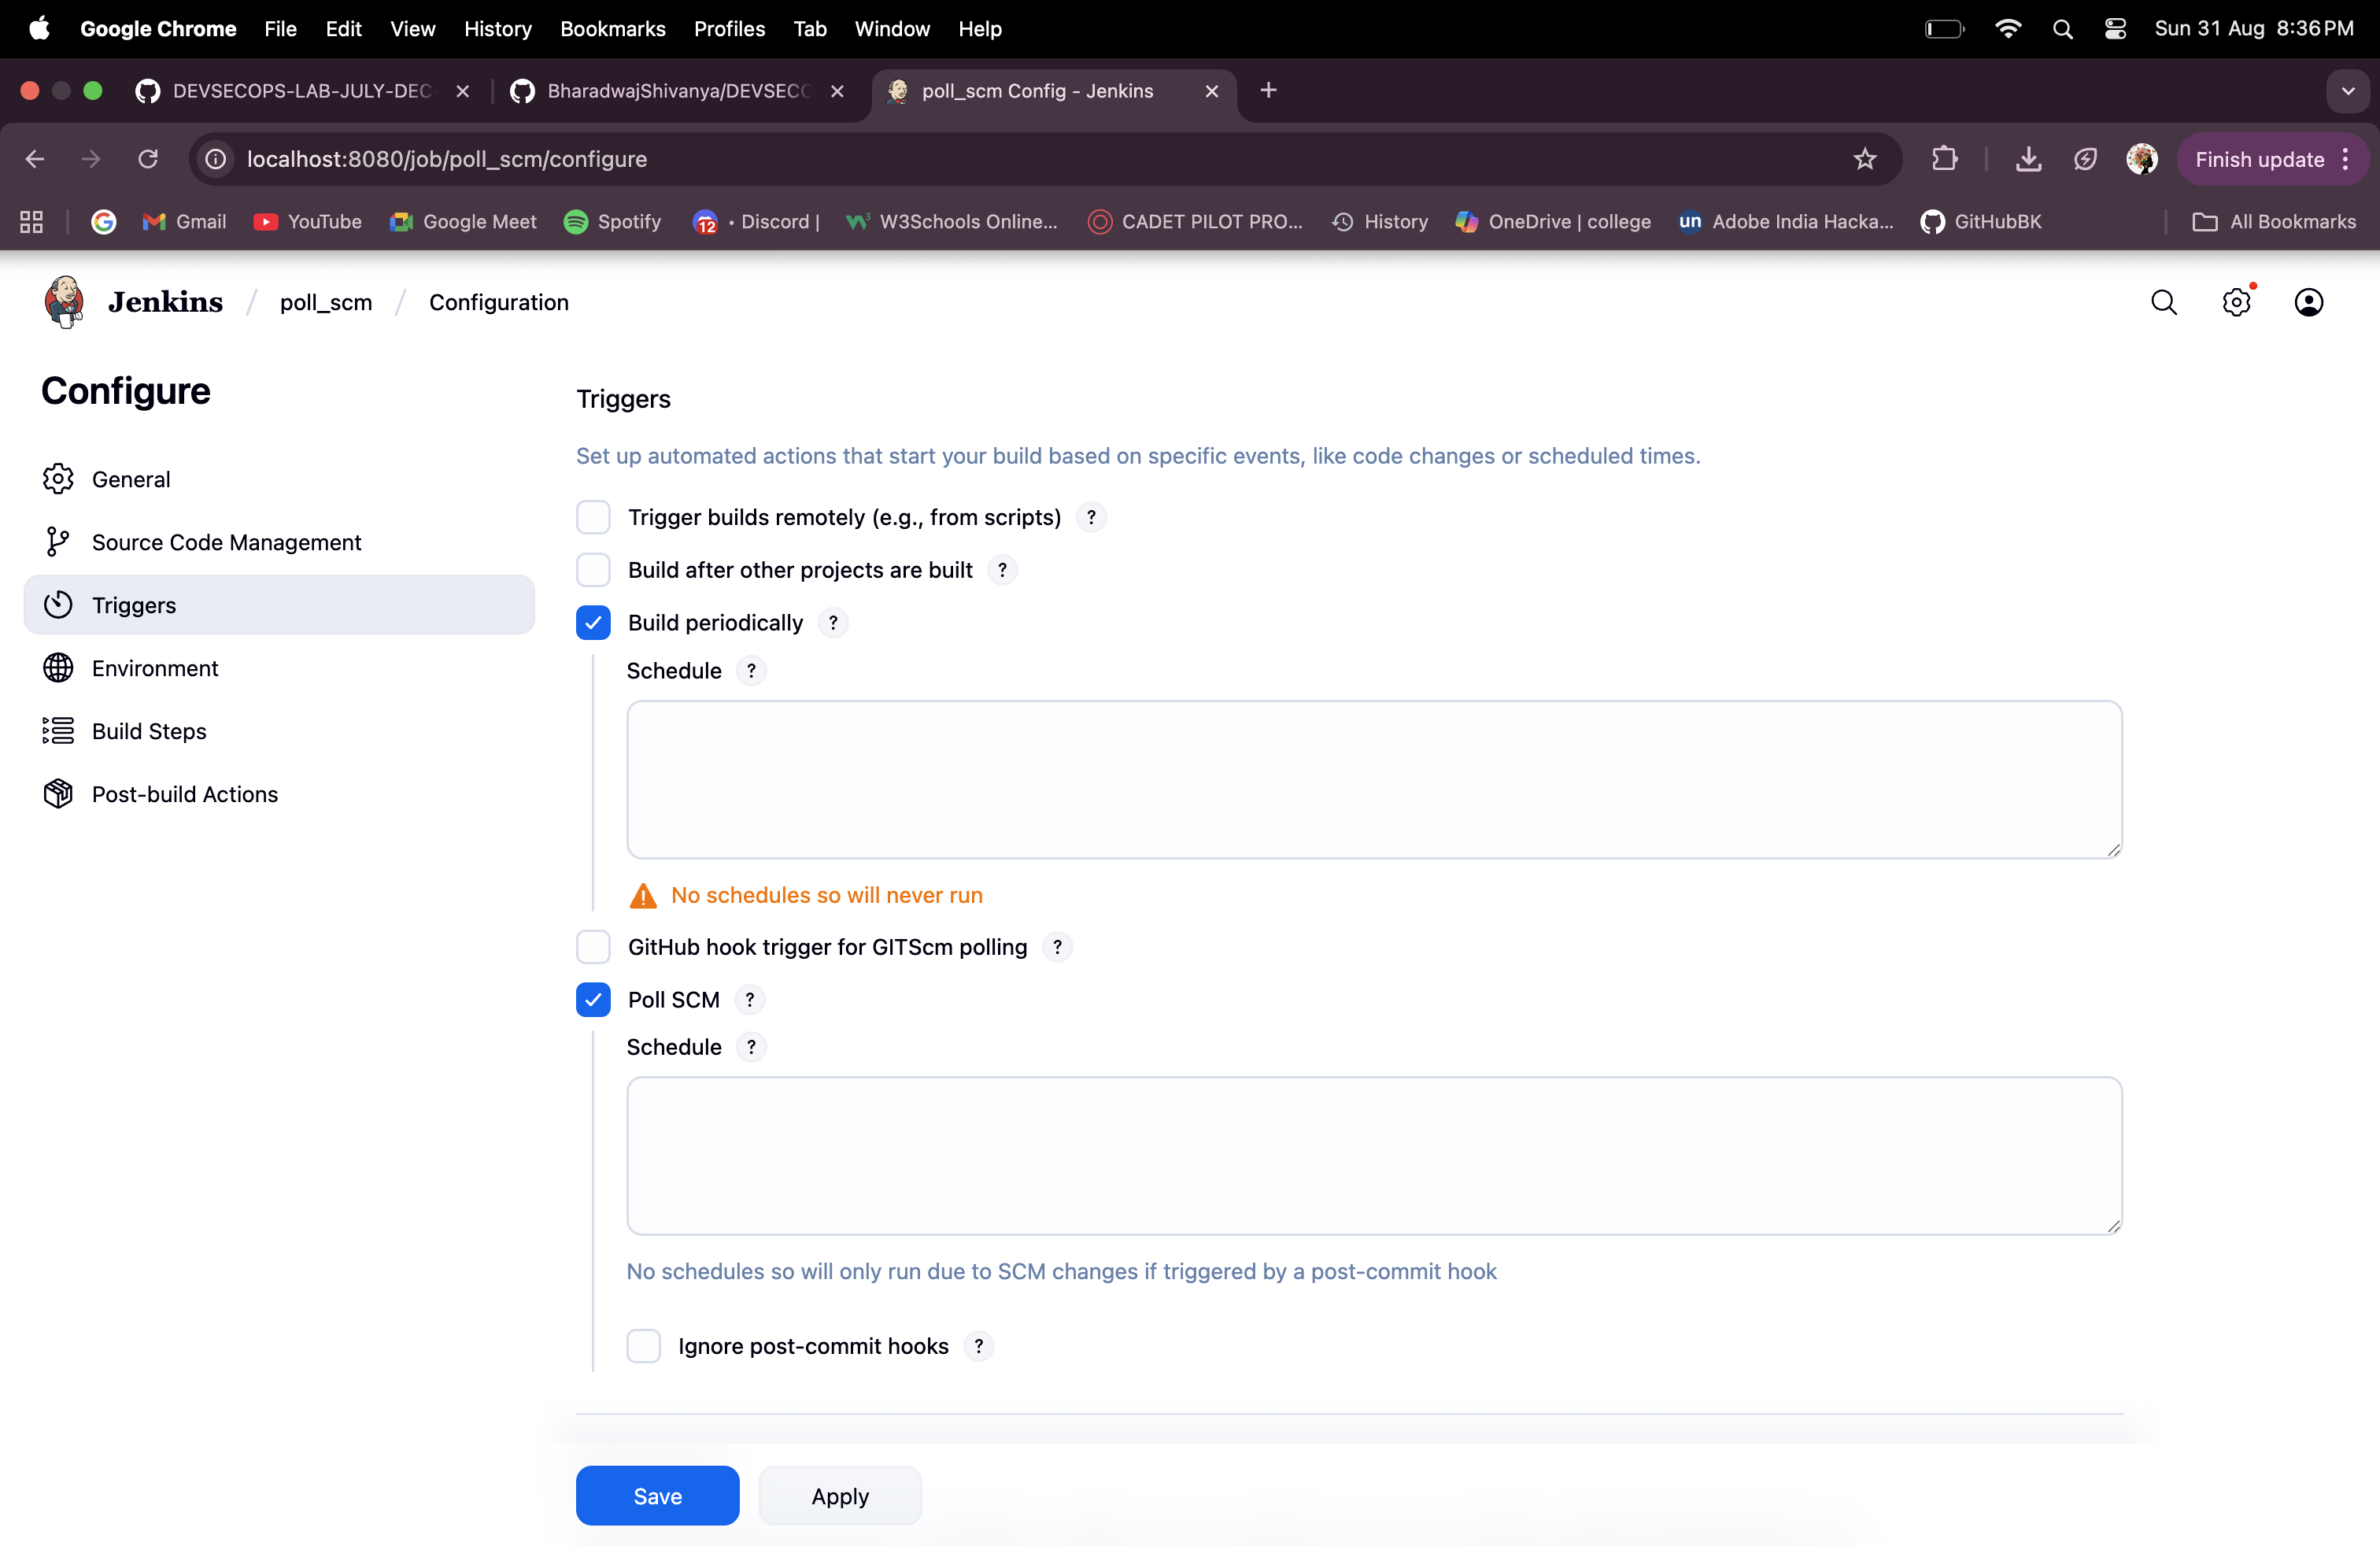 Google Chrome File Edit View History Bookmarks Profiles Tab Window Help Sun 31 Aug 8:36 PM
DEVSECOPS-LAB-JULY-DEC BharadwajShivanya/DEVSECO poll_scm Config - Jenkins
localhost:8080/job/poll_scm/configure Finish update
Gmail YouTube Google Meet Spotify 12 • Discord | W3Schools Online... CADET PILOT PRO... History OneDrive | college un Adobe India Hacka... GitHubBK All Bookmarks
Jenkins / poll_scm / Configuration
Configure
General
Source Code Management
Triggers
Environment
Build Steps
Post-build Actions
Triggers
Set up automated actions that start your build based on specific events, like code changes or scheduled times.
Trigger builds remotely (e.g., from scripts) ?
Build after other projects are built ?
Build periodically ?
Schedule ?
No schedules so will never run
GitHub hook trigger for GITScm polling ?
Poll SCM ?
Schedule ?
No schedules so will only run due to SCM changes if triggered by a post-commit hook
Ignore post-commit hooks ?
Save Apply